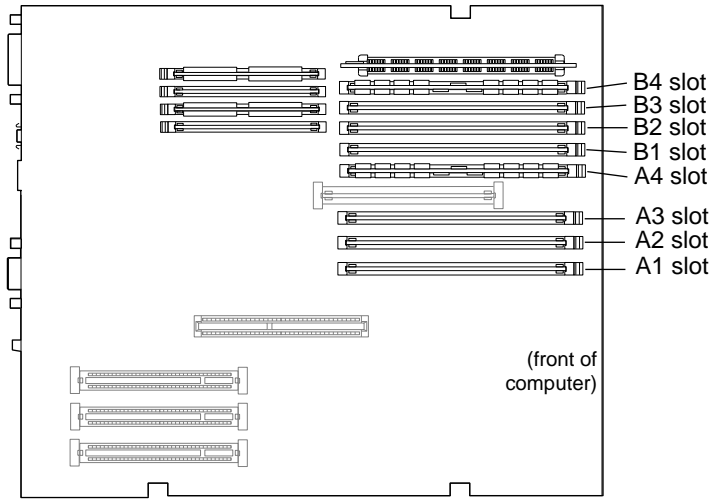 B4 slot
B3 slot
B2 slot
B1 slot
A4 slot
A3 slot
A2 slot
A1 slot
(front of
computer)